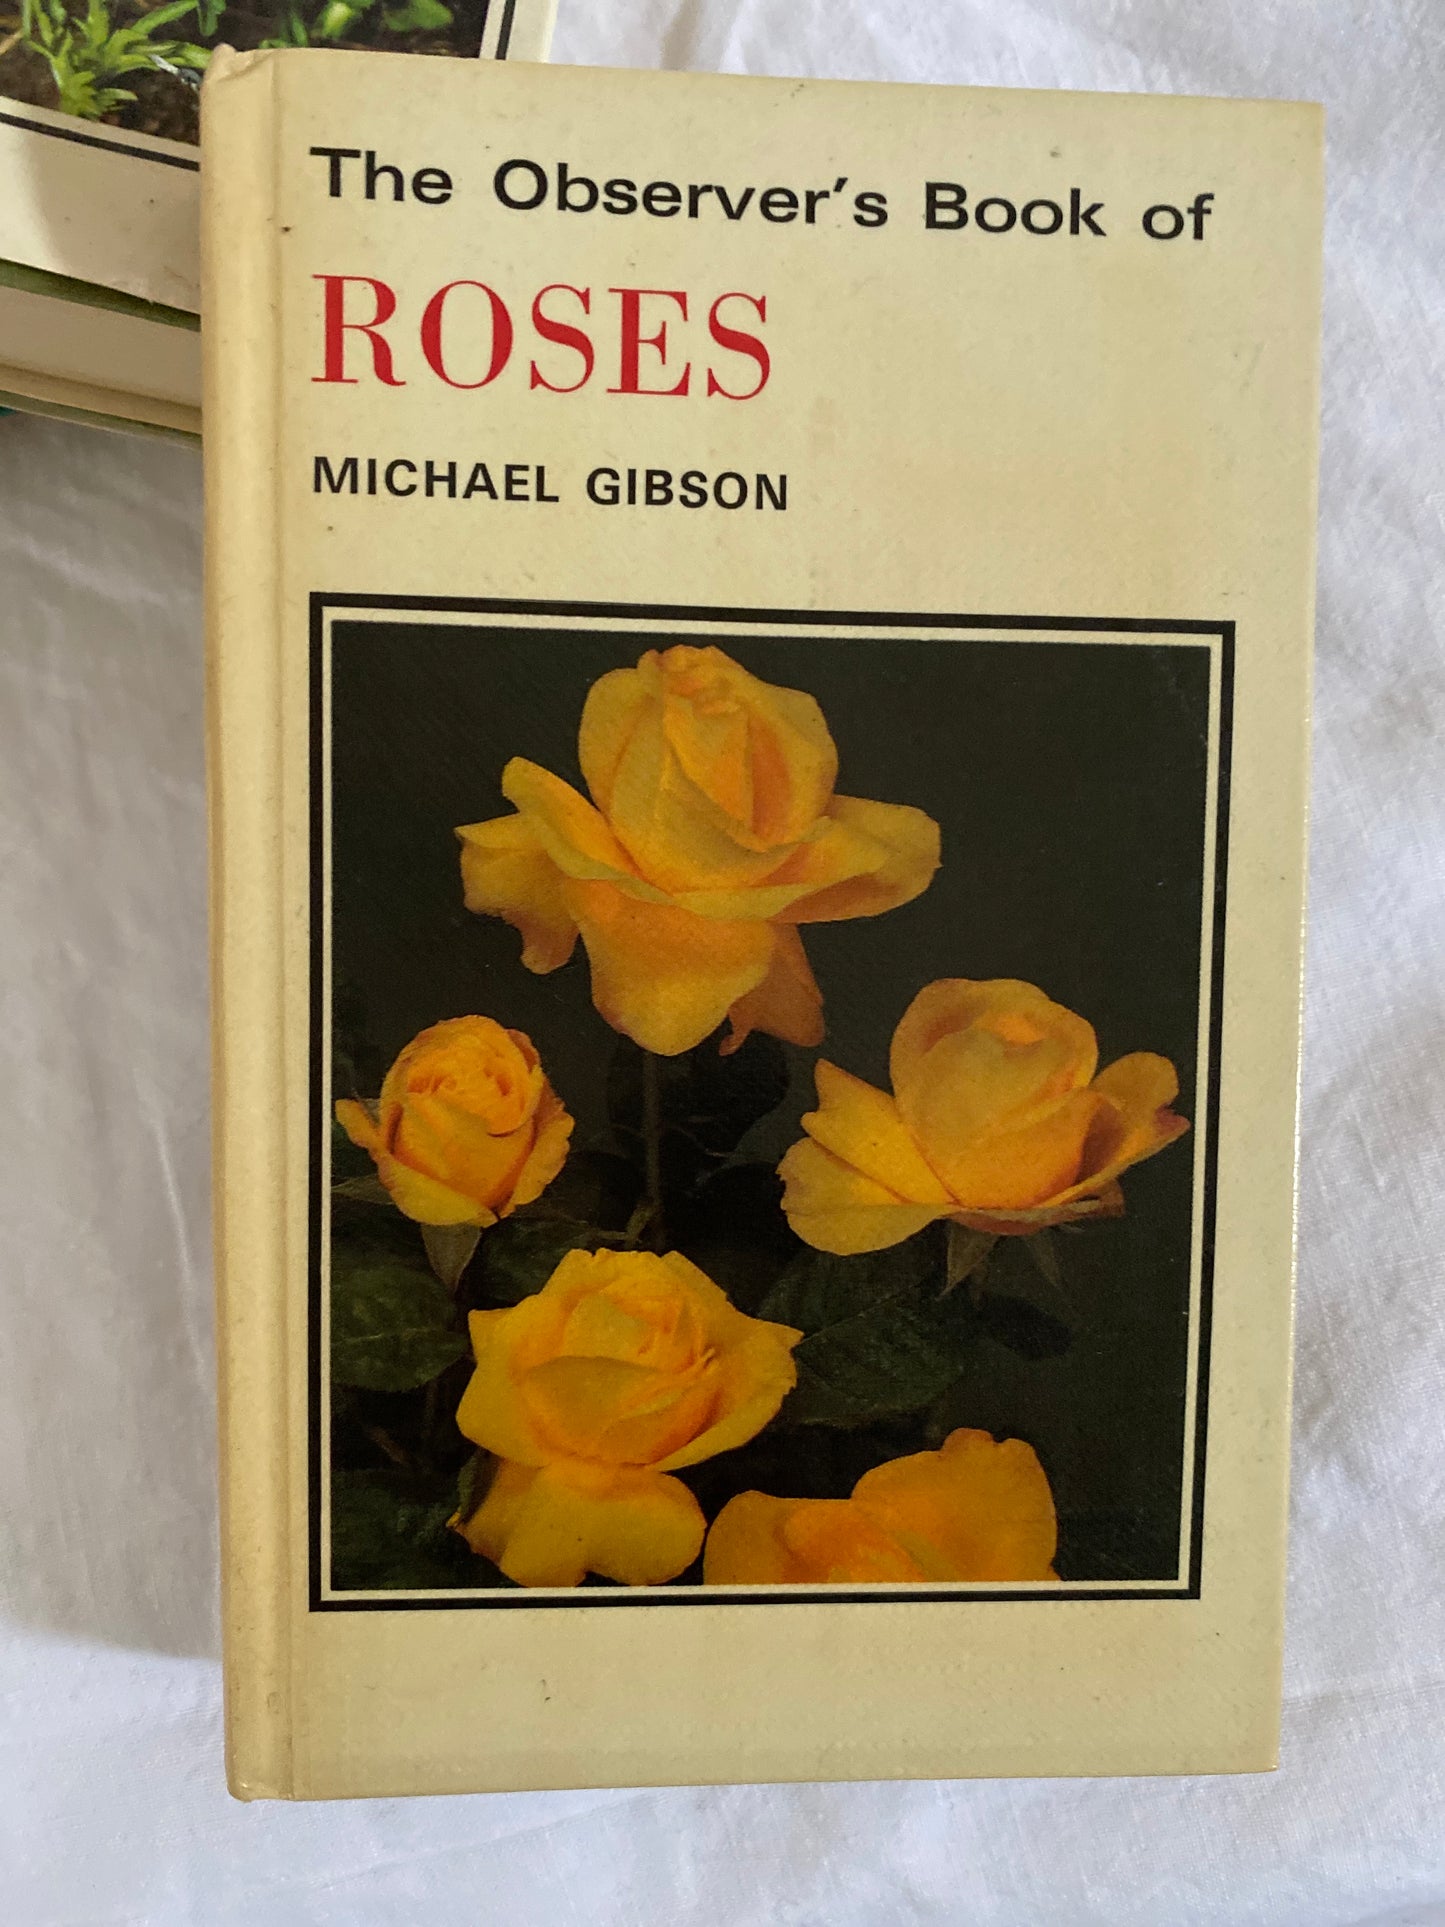 The Observer's Book of
ROSES
MICHAEL GIBSON